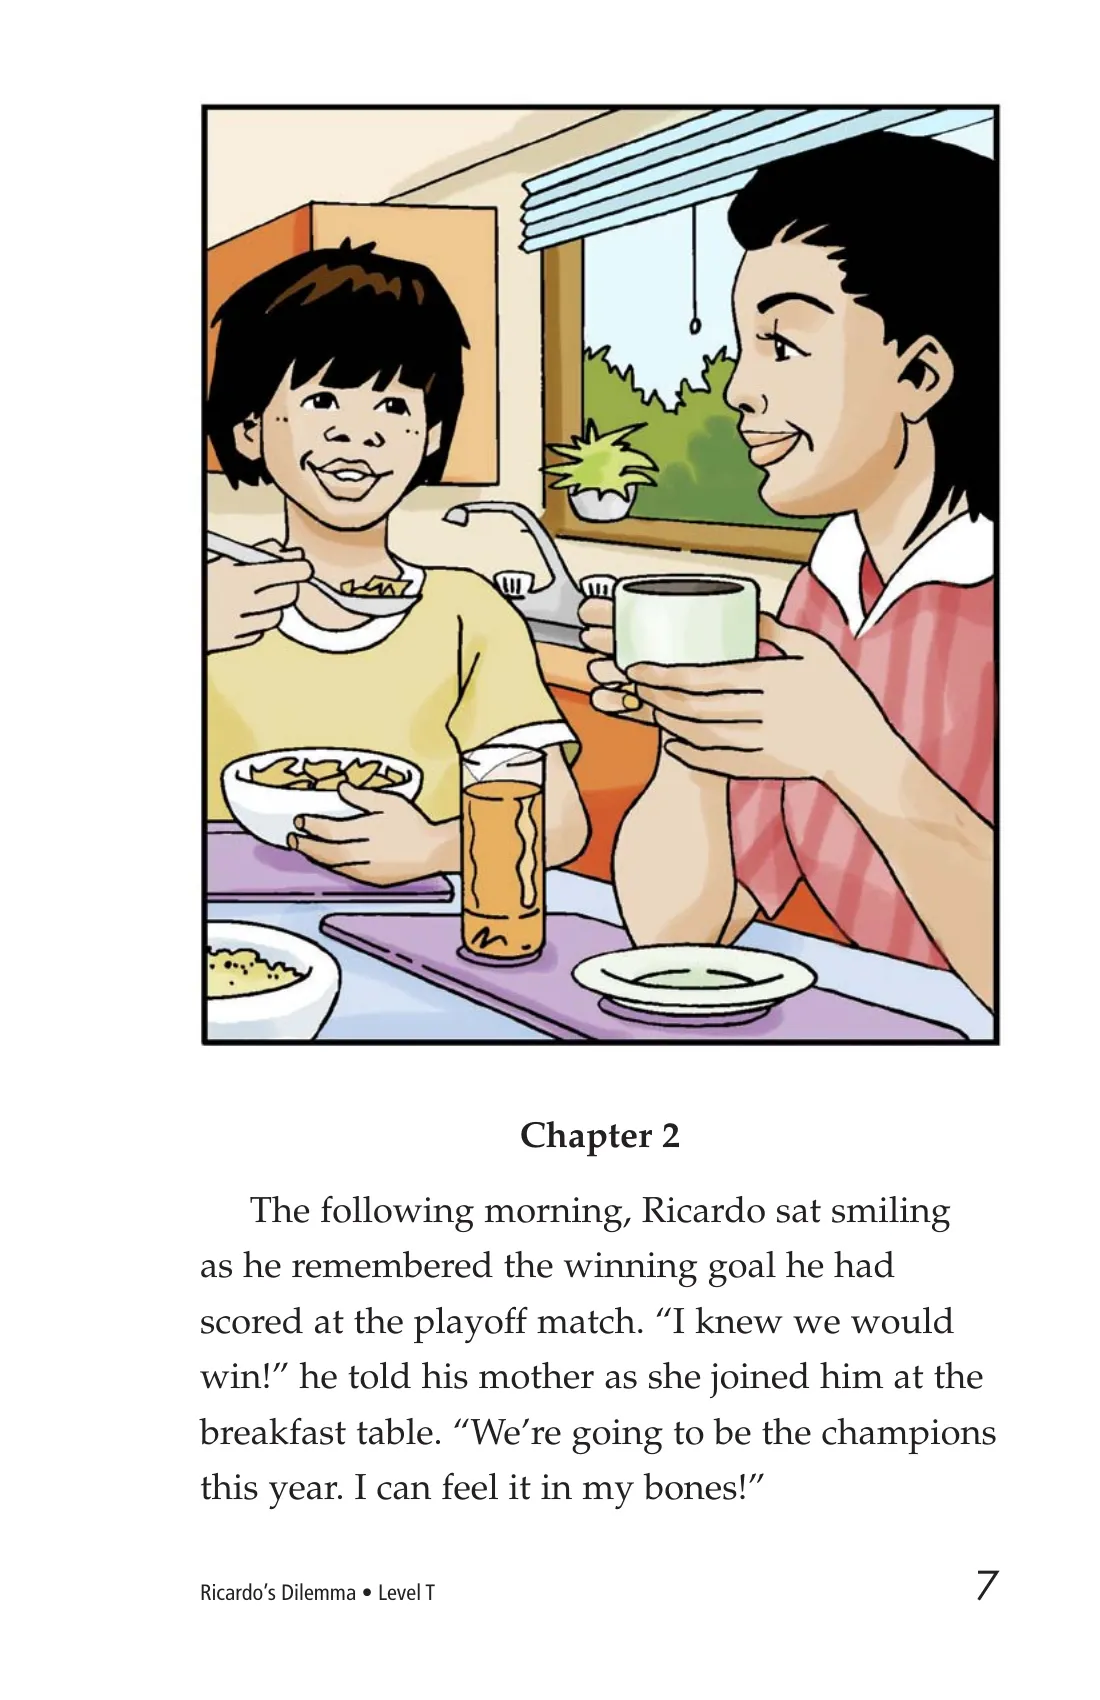 Chapter 2
The following morning, Ricardo sat smiling
as he remembered the winning goal he had
scored at the playoff match. “I knew we would
win!” he told his mother as she joined him at the
breakfast table. “We’re going to be the champions
this year. I can feel it in my bones!”
Ricardo’s Dilemma • Level T
7